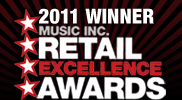 2011 WINNER
MUSIC INC.
RETAIL
EXCELLENCE
AWARDS